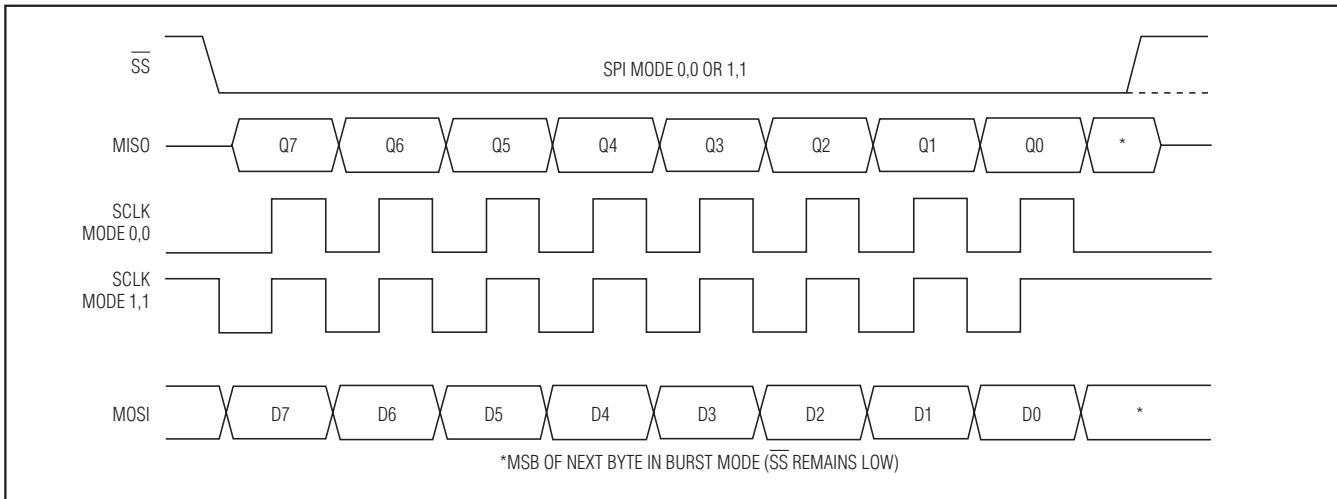 S̅S̅
SPI MODE 0,0 OR 1,1
MISO
Q7 Q6 Q5 Q4 Q3 Q2 Q1 Q0 *
SCLK
MODE 0,0
SCLK
MODE 1,1
MOSI
D7 D6 D5 D4 D3 D2 D1 D0 *
*MSB OF NEXT BYTE IN BURST MODE (S̅S̅ REMAINS LOW)